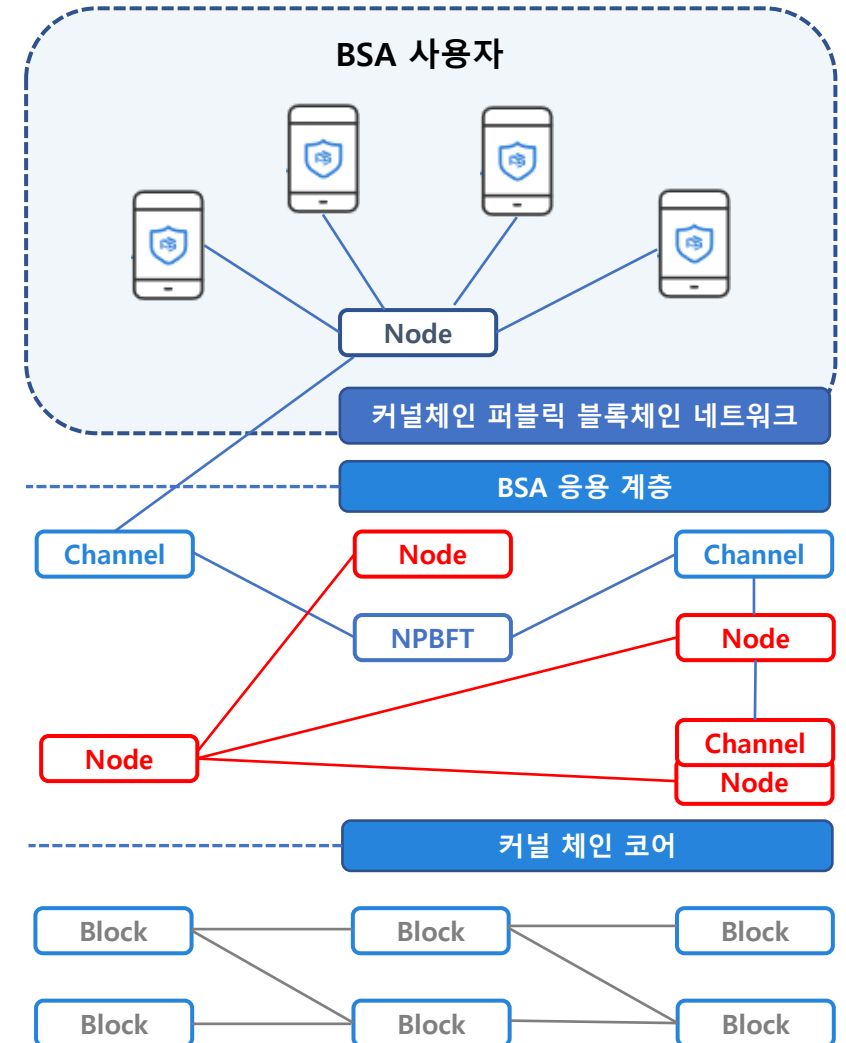 BSA 사용자
Node
커널체인 퍼블릭 블록체인 네트워크
BSA 응용 계층
Channel
Node
Channel
NPBFT
Node
Node
Channel
Node
커널 체인 코어
Block
Block
Block
Block
Block
Block